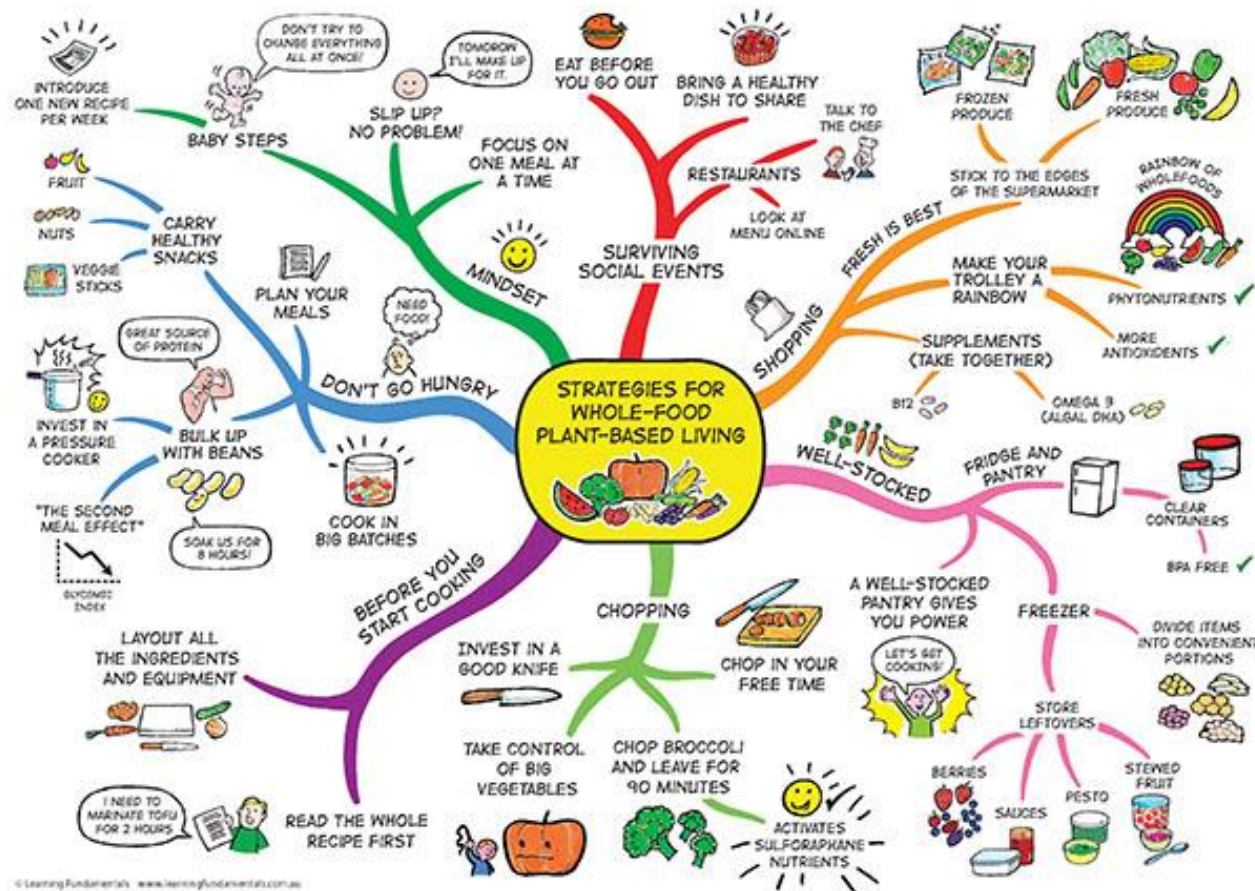 STRATEGIES FOR
WHOLE-FOOD
PLANT-BASED LIVING
MINDSET
BABY STEPS
DON'T TRY TO
CHANGE EVERYTHING
ALL AT ONCE!
INTRODUCE
ONE NEW RECIPE
PER WEEK
SLIP UP?
NO PROBLEM!
TOMOROW
I'LL MAKE UP
FOR IT.
FOCUS ON
ONE MEAL AT
A TIME
SURVIVING
SOCIAL EVENTS
EAT BEFORE
YOU GO OUT
BRING A HEALTHY
DISH TO SHARE
RESTAURANTS
TALK TO
THE CHEF
LOOK AT
MENU ONLINE
SHOPPING
FRESH IS BEST
STICK TO THE EDGES
OF THE SUPERMARKET
FROZEN
PRODUCE
FRESH
PRODUCE
MAKE YOUR
TROLLEY A
RAINBOW
RAINBOW OF
WHOLEFOODS
PHYTONUTRIENTS
MORE
ANTIOXIDENTS
SUPPLEMENTS
(TAKE TOGETHER)
B12
OMEGA 3
(ALGAL DHA)
WELL-STOCKED
FRIDGE AND
PANTRY
CLEAR
CONTAINERS
BPA FREE
A WELL-STOCKED
PANTRY GIVES
YOU POWER
LET'S GET
COOKING!
FREEZER
DIVIDE ITEMS
INTO CONVENIENT
PORTIONS
STORE
LEFTOVERS
BERRIES
SAUCES
PESTO
STEWED
FRUIT
CHOPPING
INVEST IN A
GOOD KNIFE
CHOP IN YOUR
FREE TIME
TAKE CONTROL
OF BIG
VEGETABLES
CHOP BROCCOLI
AND LEAVE FOR
90 MINUTES
ACTIVATES
SULFORAPHANE
NUTRIENTS
BEFORE YOU
START COOKING
LAYOUT ALL
THE INGREDIENTS
AND EQUIPMENT
READ THE WHOLE
RECIPE FIRST
I NEED TO
MARINATE TOFU
FOR 2 HOURS
DON'T GO HUNGRY
NEED
FOOD!
PLAN YOUR
MEALS
CARRY
HEALTHY
SNACKS
FRUIT
NUTS
VEGGIE
STICKS
BULK UP
WITH BEANS
GREAT SOURCE
OF PROTEIN
INVEST IN
A PRESSURE
COOKER
"THE SECOND
MEAL EFFECT"
GLYCEMIC
INDEX
SOAK US FOR
8 HOURS!
COOK IN
BIG BATCHES
© Learning Fundamentals www.learningfundamentals.com.au